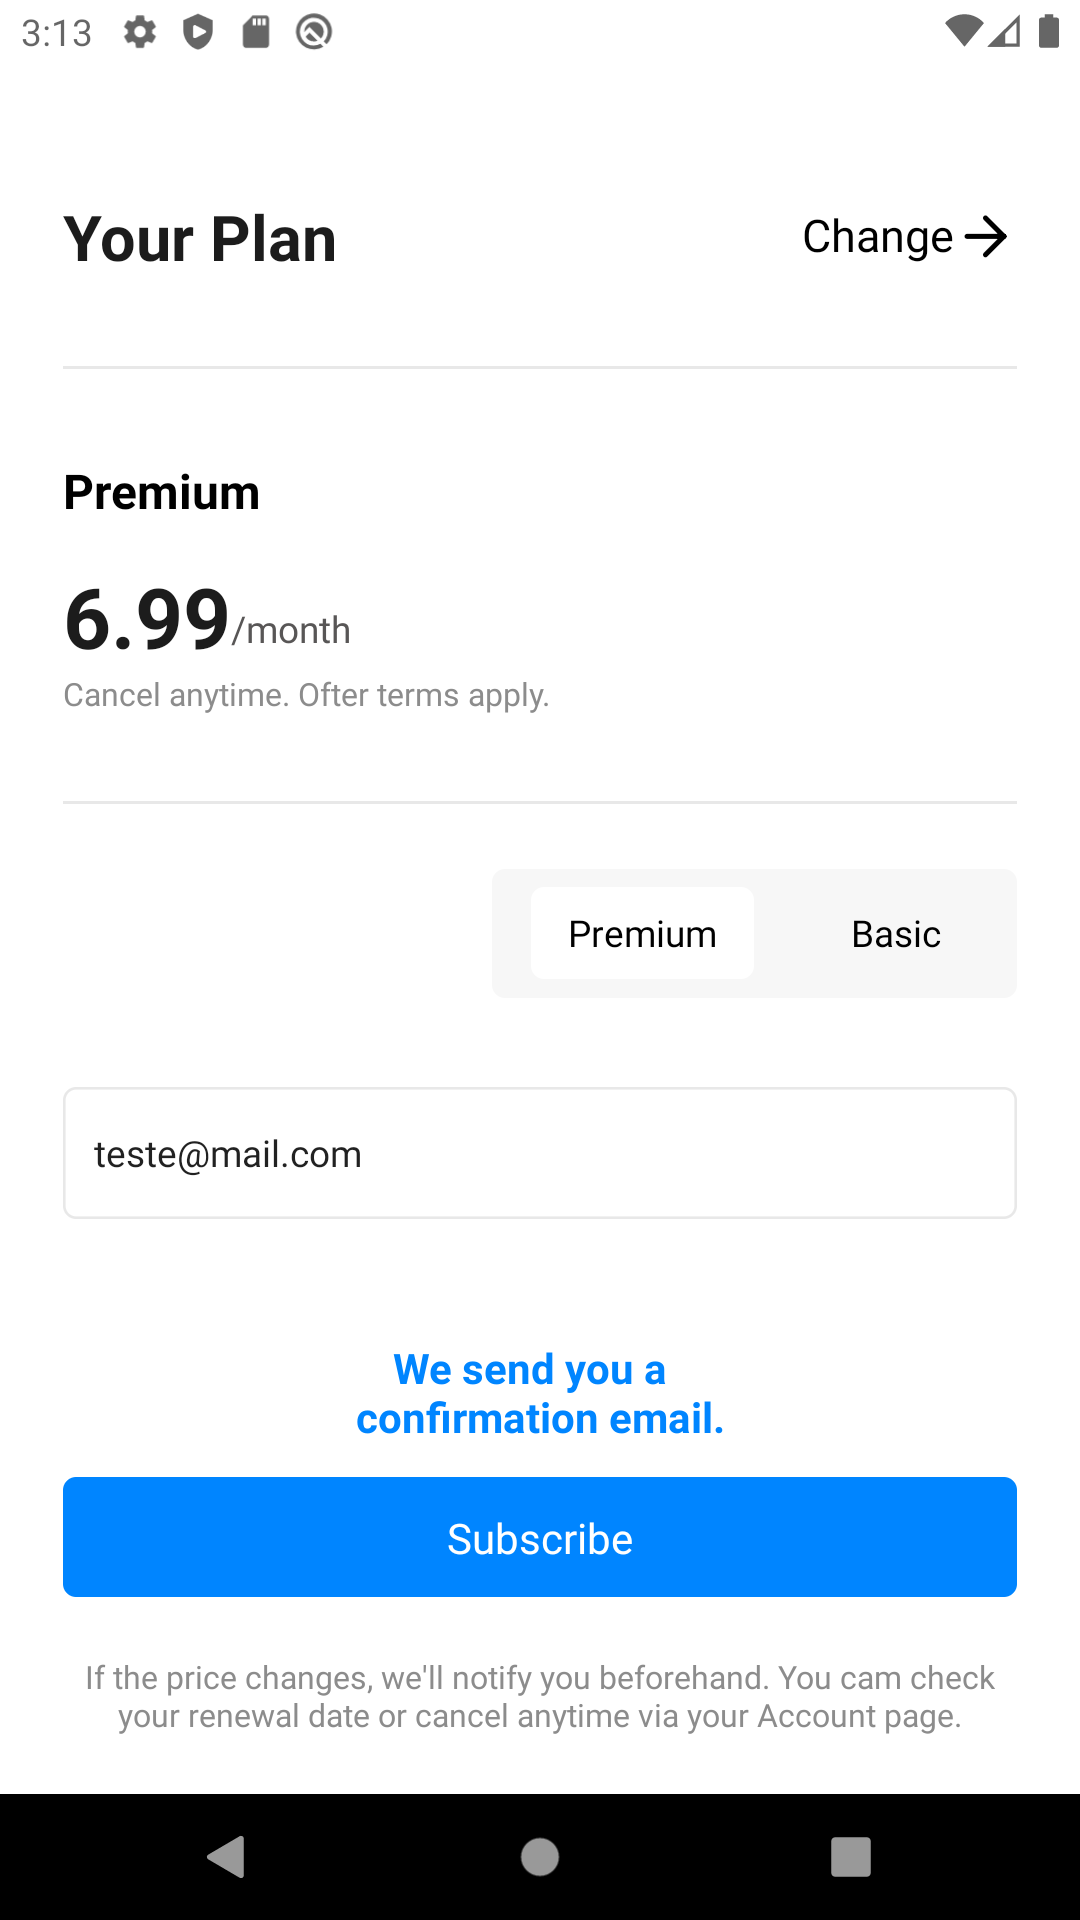 3:13
Your Plan
Change
Premium
6.99/month
Cancel anytime. Ofter terms apply.
Premium
Basic
teste@mail.com
We send you a
confirmation email.
Subscribe
If the price changes, we'll notify you beforehand. You cam check
your renewal date or cancel anytime via your Account page.